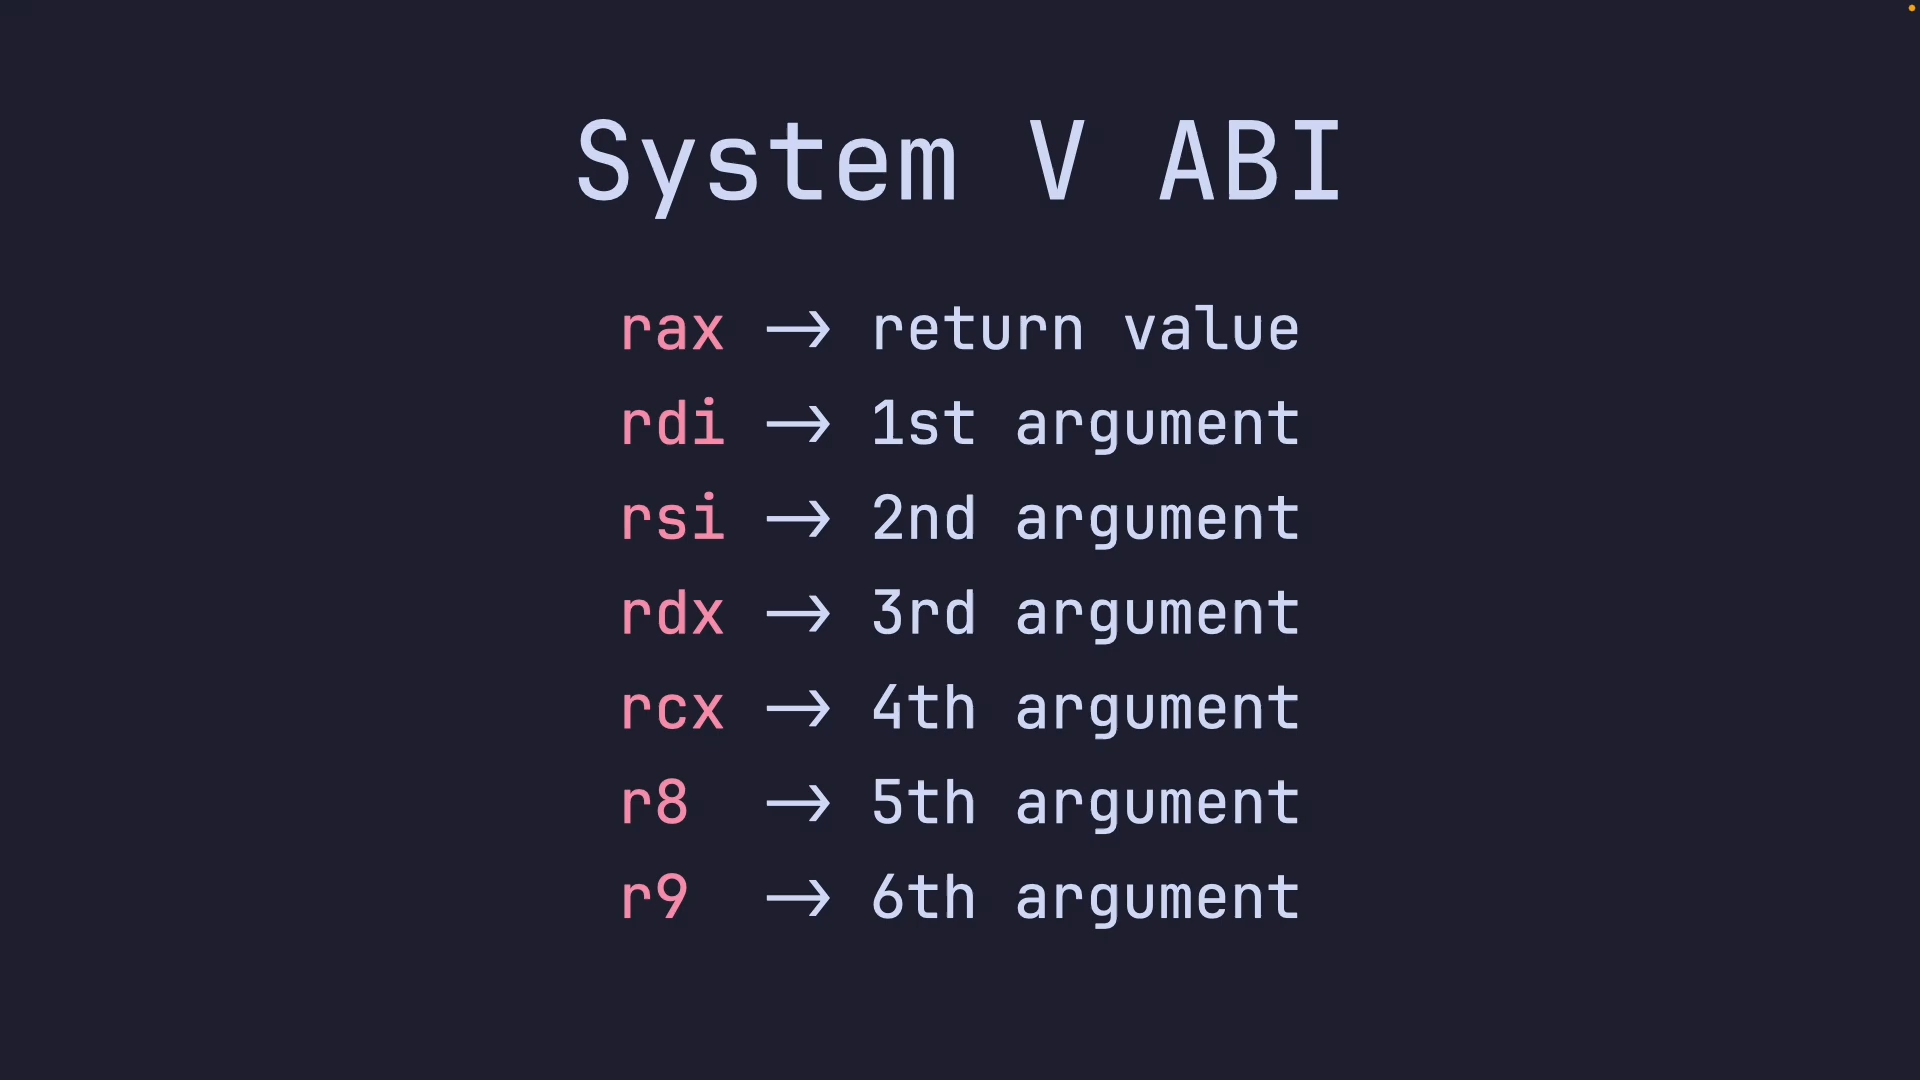 System V ABI
rax -> return value
rdi -> 1st argument
rsi -> 2nd argument
rdx -> 3rd argument
rcx -> 4th argument
r8 -> 5th argument
r9 -> 6th argument